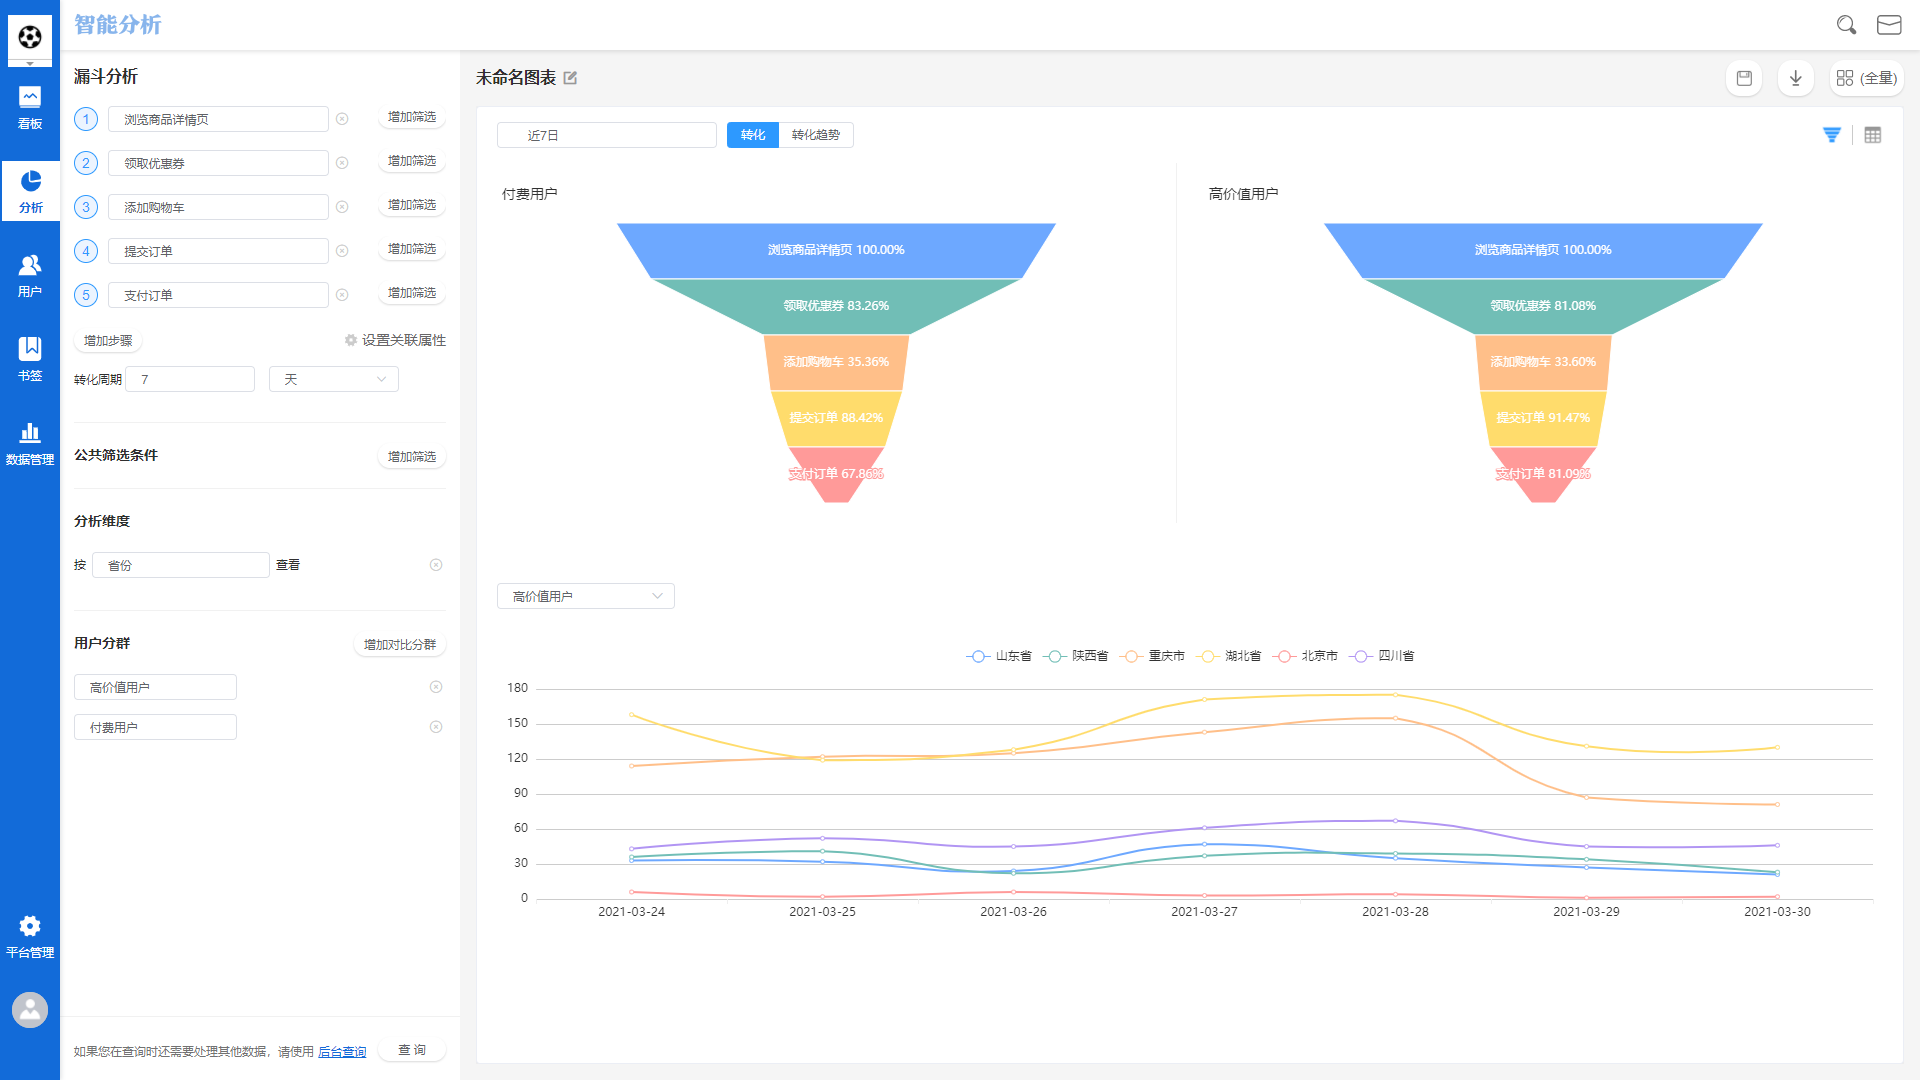 智能分析
看板
分析
用户
书签
数据管理
平台管理
漏斗分析
1 浏览商品详情页 增加筛选
2 领取优惠券 增加筛选
3 添加购物车 增加筛选
4 提交订单 增加筛选
5 支付订单 增加筛选
增加步骤 设置关联属性
转化周期 7 天
公共筛选条件 增加筛选
分析维度
按 省份 查看
用户分群 增加对比分群
高价值用户
付费用户
如果您在查询时还需要处理其他数据，请使用 后台查询 查 询
未命名图表 (全量)
近7日 转化 转化趋势
付费用户
浏览商品详情页 100.00%
领取优惠券 83.26%
添加购物车 35.36%
提交订单 88.42%
支付订单 67.86%
高价值用户
浏览商品详情页 100.00%
领取优惠券 81.08%
添加购物车 33.60%
提交订单 91.47%
支付订单 81.09%
高价值用户
山东省 陕西省 重庆市 湖北省 北京市 四川省
180
150
120
90
60
30
0
2021-03-24 2021-03-25 2021-03-26 2021-03-27 2021-03-28 2021-03-29 2021-03-30